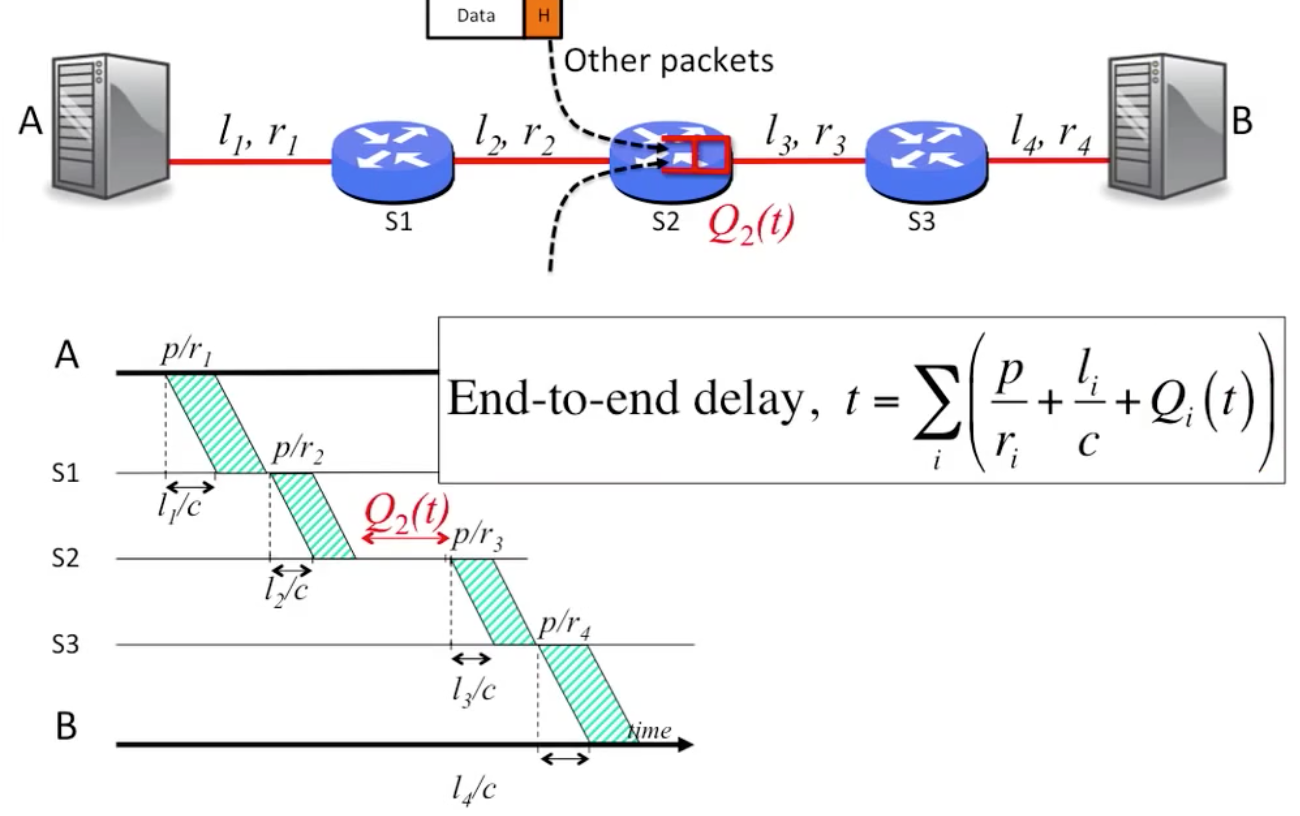 Data H
Other packets
A l₁, r₁ l₂, r₂ l₃, r₃ l₄, r₄ B
S1 S2 Q₂(t) S3
A p/r₁
End-to-end delay, t = ∑ᵢ (p/rᵢ + lᵢ/c + Qᵢ(t))
p/r₂
S1
l₁/c
Q₂(t) p/r₃
S2
l₂/c
p/r₄
S3
l₃/c
B time
l₄/c